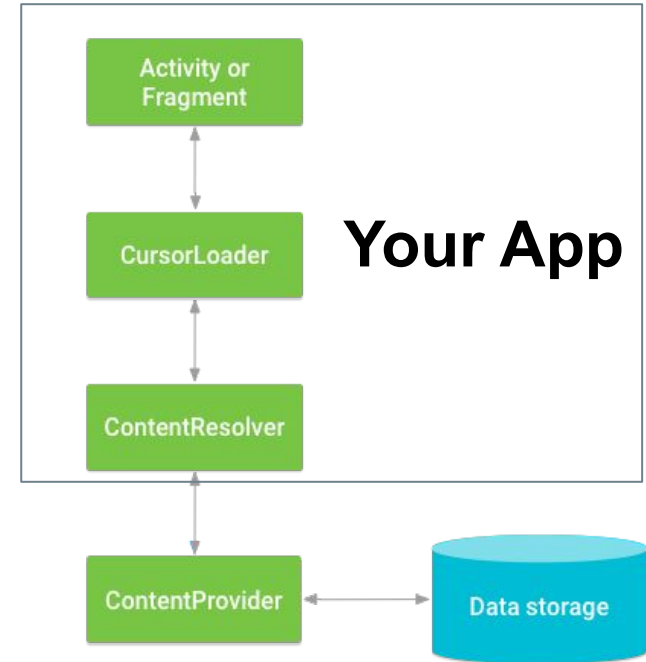 Activity or
Fragment
CursorLoader
Your App
ContentResolver
ContentProvider
Data storage